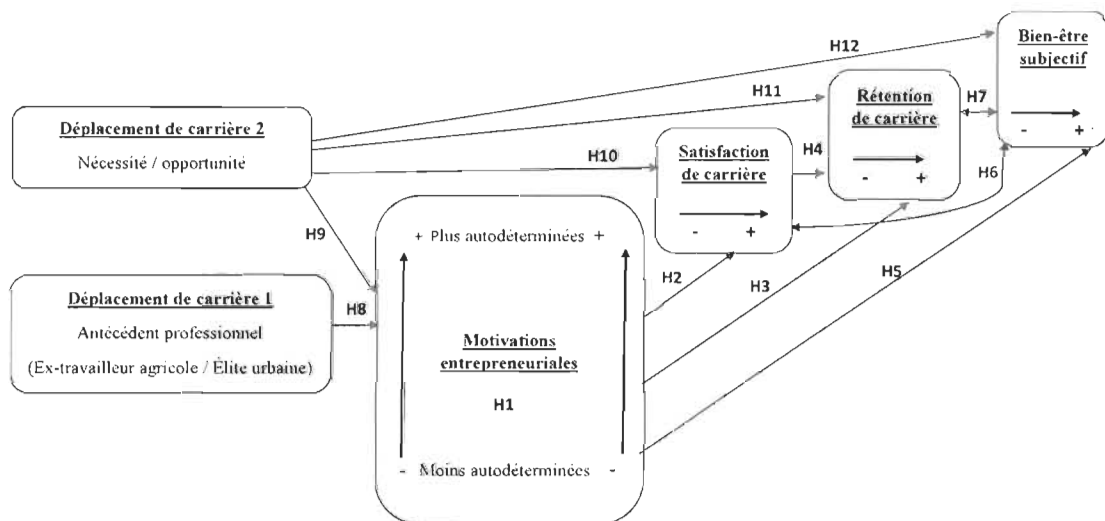 H12
Bien-être
subjectif
- +
H11
Rétention
de carrière
- +
H7
Déplacement de carrière 2
Nécessité / opportunité
H10
Satisfaction
de carrière
- +
H4
H6
H9
+ Plus autodéterminées +
H2
H3
H5
Déplacement de carrière 1
Antécédent professionnel
(Ex-travailleur agricole / Élite urbaine)
H8
Motivations
entrepreneuriales
H1
- Moins autodéterminées -